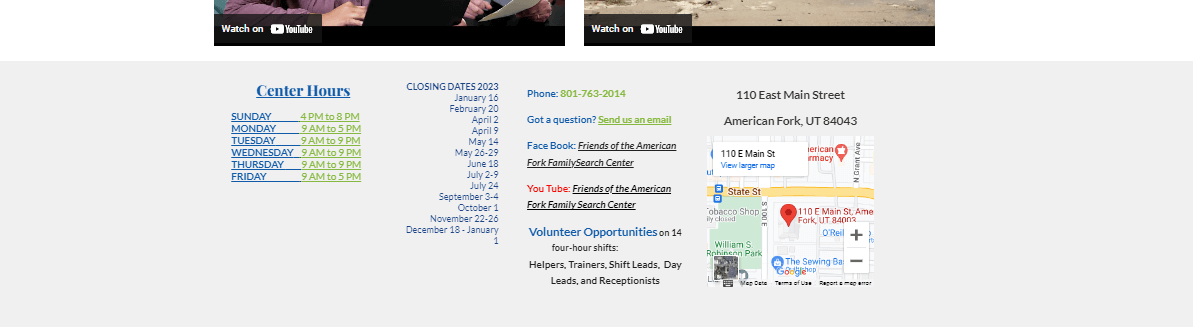 Watch on YouTube
Watch on YouTube
Center Hours
SUNDAY 4 PM to 8 PM
MONDAY 9 AM to 5 PM
TUESDAY 9 AM to 9 PM
WEDNESDAY 9 AM to 9 PM
THURSDAY 9 AM to 9 PM
FRIDAY 9 AM to 5 PM
CLOSING DATES 2023
January 16
February 20
April 2
April 9
May 14
May 26-29
June 18
July 2-9
July 24
September 3-4
October 1
November 22-26
December 18 - January
1
Phone: 801-763-2014
Got a question? Send us an email
Face Book: Friends of the American
Fork FamilySearch Center
You Tube: Friends of the American
Fork Family Search Center
Volunteer Opportunities on 14
four-hour shifts:
Helpers, Trainers, Shift Leads, Day
Leads, and Receptionists
110 East Main Street
American Fork, UT 84043
110 E Main St
View larger map
erican
rmacy
N Grant Ave
State St
S 100 E
Tobacco Shop
ily closed
110 E Main St, Ame
Fork, UT 84003
O'Reil
William S.
Robinson Park
The Sewing Bas
Google
Map Data Terms of Use Report a map error